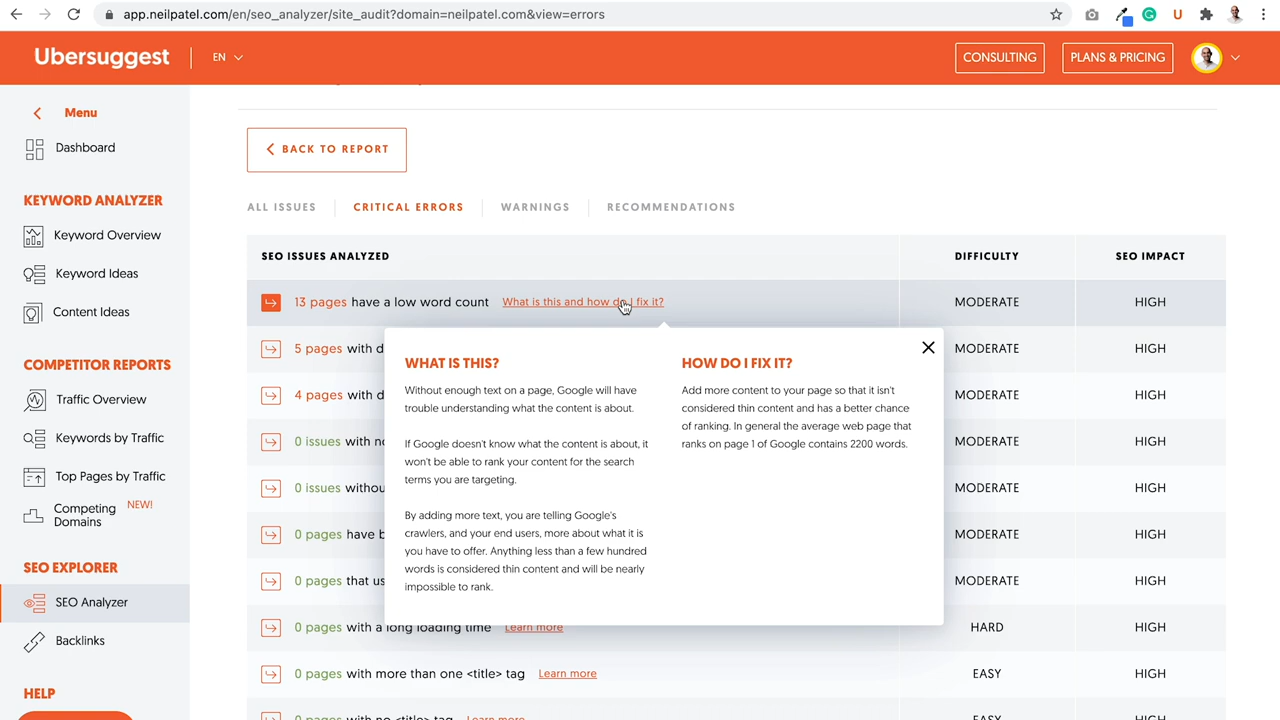 app.neilpatel.com/en/seo_analyzer/site_audit?domain=neilpatel.com&view=errors
Ubersuggest
EN
CONSULTING
PLANS & PRICING
Menu
Dashboard
KEYWORD ANALYZER
Keyword Overview
Keyword Ideas
Content Ideas
COMPETITOR REPORTS
Traffic Overview
Keywords by Traffic
Top Pages by Traffic
Competing NEW!
Domains
SEO EXPLORER
SEO Analyzer
Backlinks
HELP
BACK TO REPORT
ALL ISSUES CRITICAL ERRORS WARNINGS RECOMMENDATIONS
SEO ISSUES ANALYZED DIFFICULTY SEO IMPACT
13 pages have a low word count What is this and how do I fix it? MODERATE HIGH
5 pages with d MODERATE HIGH
4 pages with d MODERATE HIGH
0 issues with no MODERATE HIGH
0 issues withou MODERATE HIGH
0 pages have b MODERATE HIGH
0 pages that us MODERATE HIGH
0 pages with a long loading time Learn more HARD HIGH
0 pages with more than one <title> tag Learn more EASY HIGH
0 pages with no <title> tag Learn more EASY HIGH
WHAT IS THIS?
Without enough text on a page, Google will have
trouble understanding what the content is about.
If Google doesn't know what the content is about, it
won't be able to rank your content for the search
terms you are targeting.
By adding more text, you are telling Google's
crawlers, and your end users, more about what it is
you have to offer. Anything less than a few hundred
words is considered thin content and will be nearly
impossible to rank.
HOW DO I FIX IT?
Add more content to your page so that it isn't
considered thin content and has a better chance
of ranking. In general the average web page that
ranks on page 1 of Google contains 2200 words.